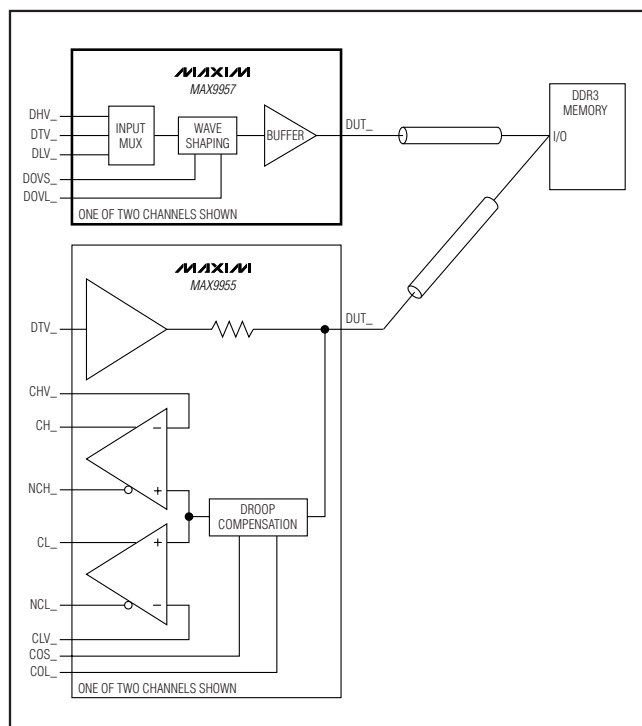 MAXIM
MAX9957
DHV_
DTV_
DLV_
DOVS_
DOVL_
INPUT
MUX
WAVE
SHAPING
BUFFER
DUT_
ONE OF TWO CHANNELS SHOWN
DDR3
MEMORY
I/O
MAXIM
MAX9955
DTV_
DUT_
CHV_
CH_
−
NCH_
+
CL_
+
NCL_
−
CLV_
COS_
COL_
DROOP
COMPENSATION
ONE OF TWO CHANNELS SHOWN